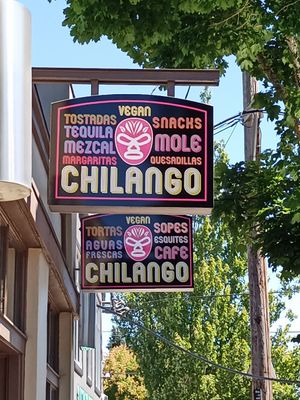 VEGAN
TOSTADAS SNACKS
TEQUILA MOLE
MEZCAL
MARGARITAS QUESADILLAS
CHILANGO
VEGAN
TORTAS SOPES
AGUAS ESQUITES
FRESCAS CAFE
CHILANGO